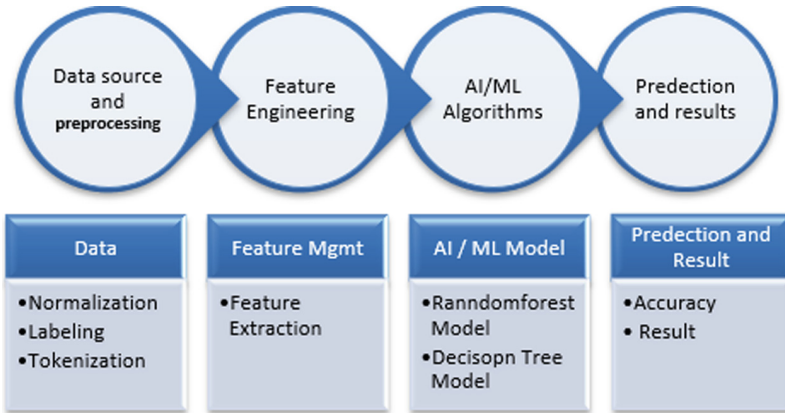 Data source
and
preprocessing
Feature
Engineering
AI/ML
Algorithms
Predection
and results
Data
•Normalization
•Labeling
•Tokenization
Feature Mgmt
•Feature
Extraction
AI / ML Model
•Ranndomforest
Model
•Decisopn Tree
Model
Predection and
Result
•Accuracy
• Result